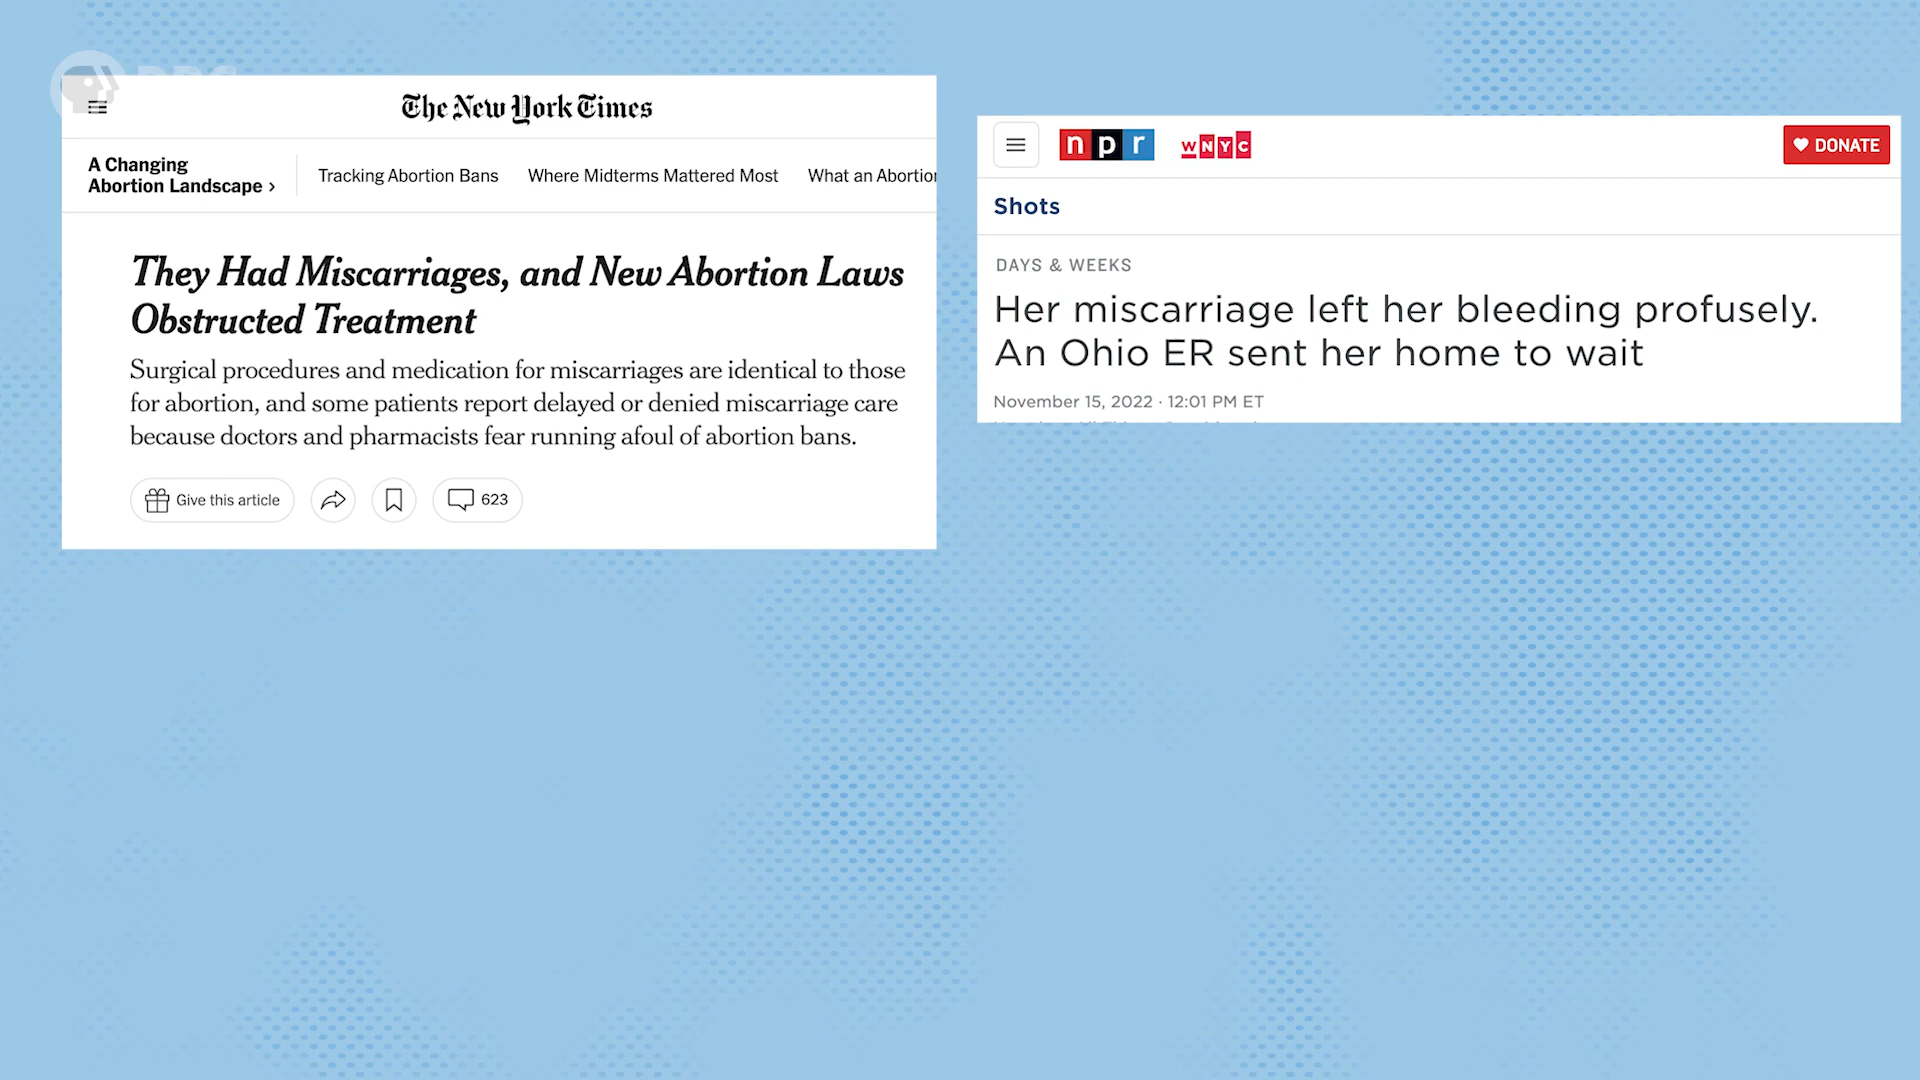 PBS
The New York Times
A Changing
Abortion Landscape ›
Tracking Abortion Bans
Where Midterms Mattered Most
What an Abortion
They Had Miscarriages, and New Abortion Laws
Obstructed Treatment
Surgical procedures and medication for miscarriages are identical to those
for abortion, and some patients report delayed or denied miscarriage care
because doctors and pharmacists fear running afoul of abortion bans.
Give this article
623
npr
WNYC
DONATE
Shots
DAYS & WEEKS
Her miscarriage left her bleeding profusely.
An Ohio ER sent her home to wait
November 15, 2022 · 12:01 PM ET